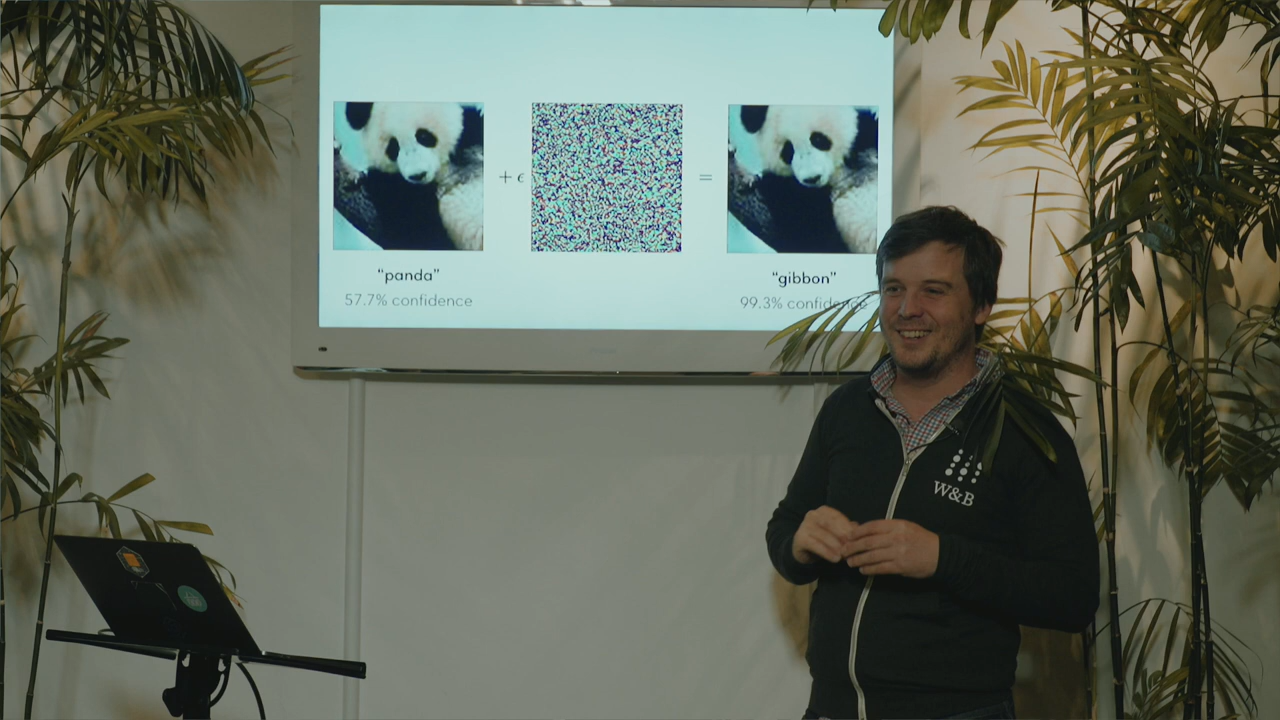 + ϵ
=
“panda”
57.7% confidence
“gibbon”
99.3% confidence
W&B